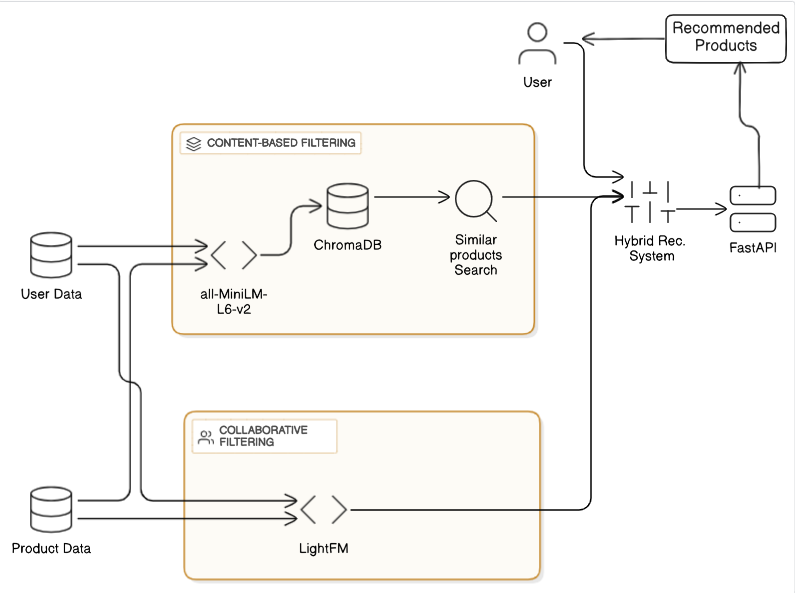 Recommended
Products
User
CONTENT-BASED FILTERING
ChromaDB
Similar
products
Search
Hybrid Rec.
System
FastAPI
User Data
all-MiniLM-
L6-v2
COLLABORATIVE
FILTERING
Product Data
LightFM